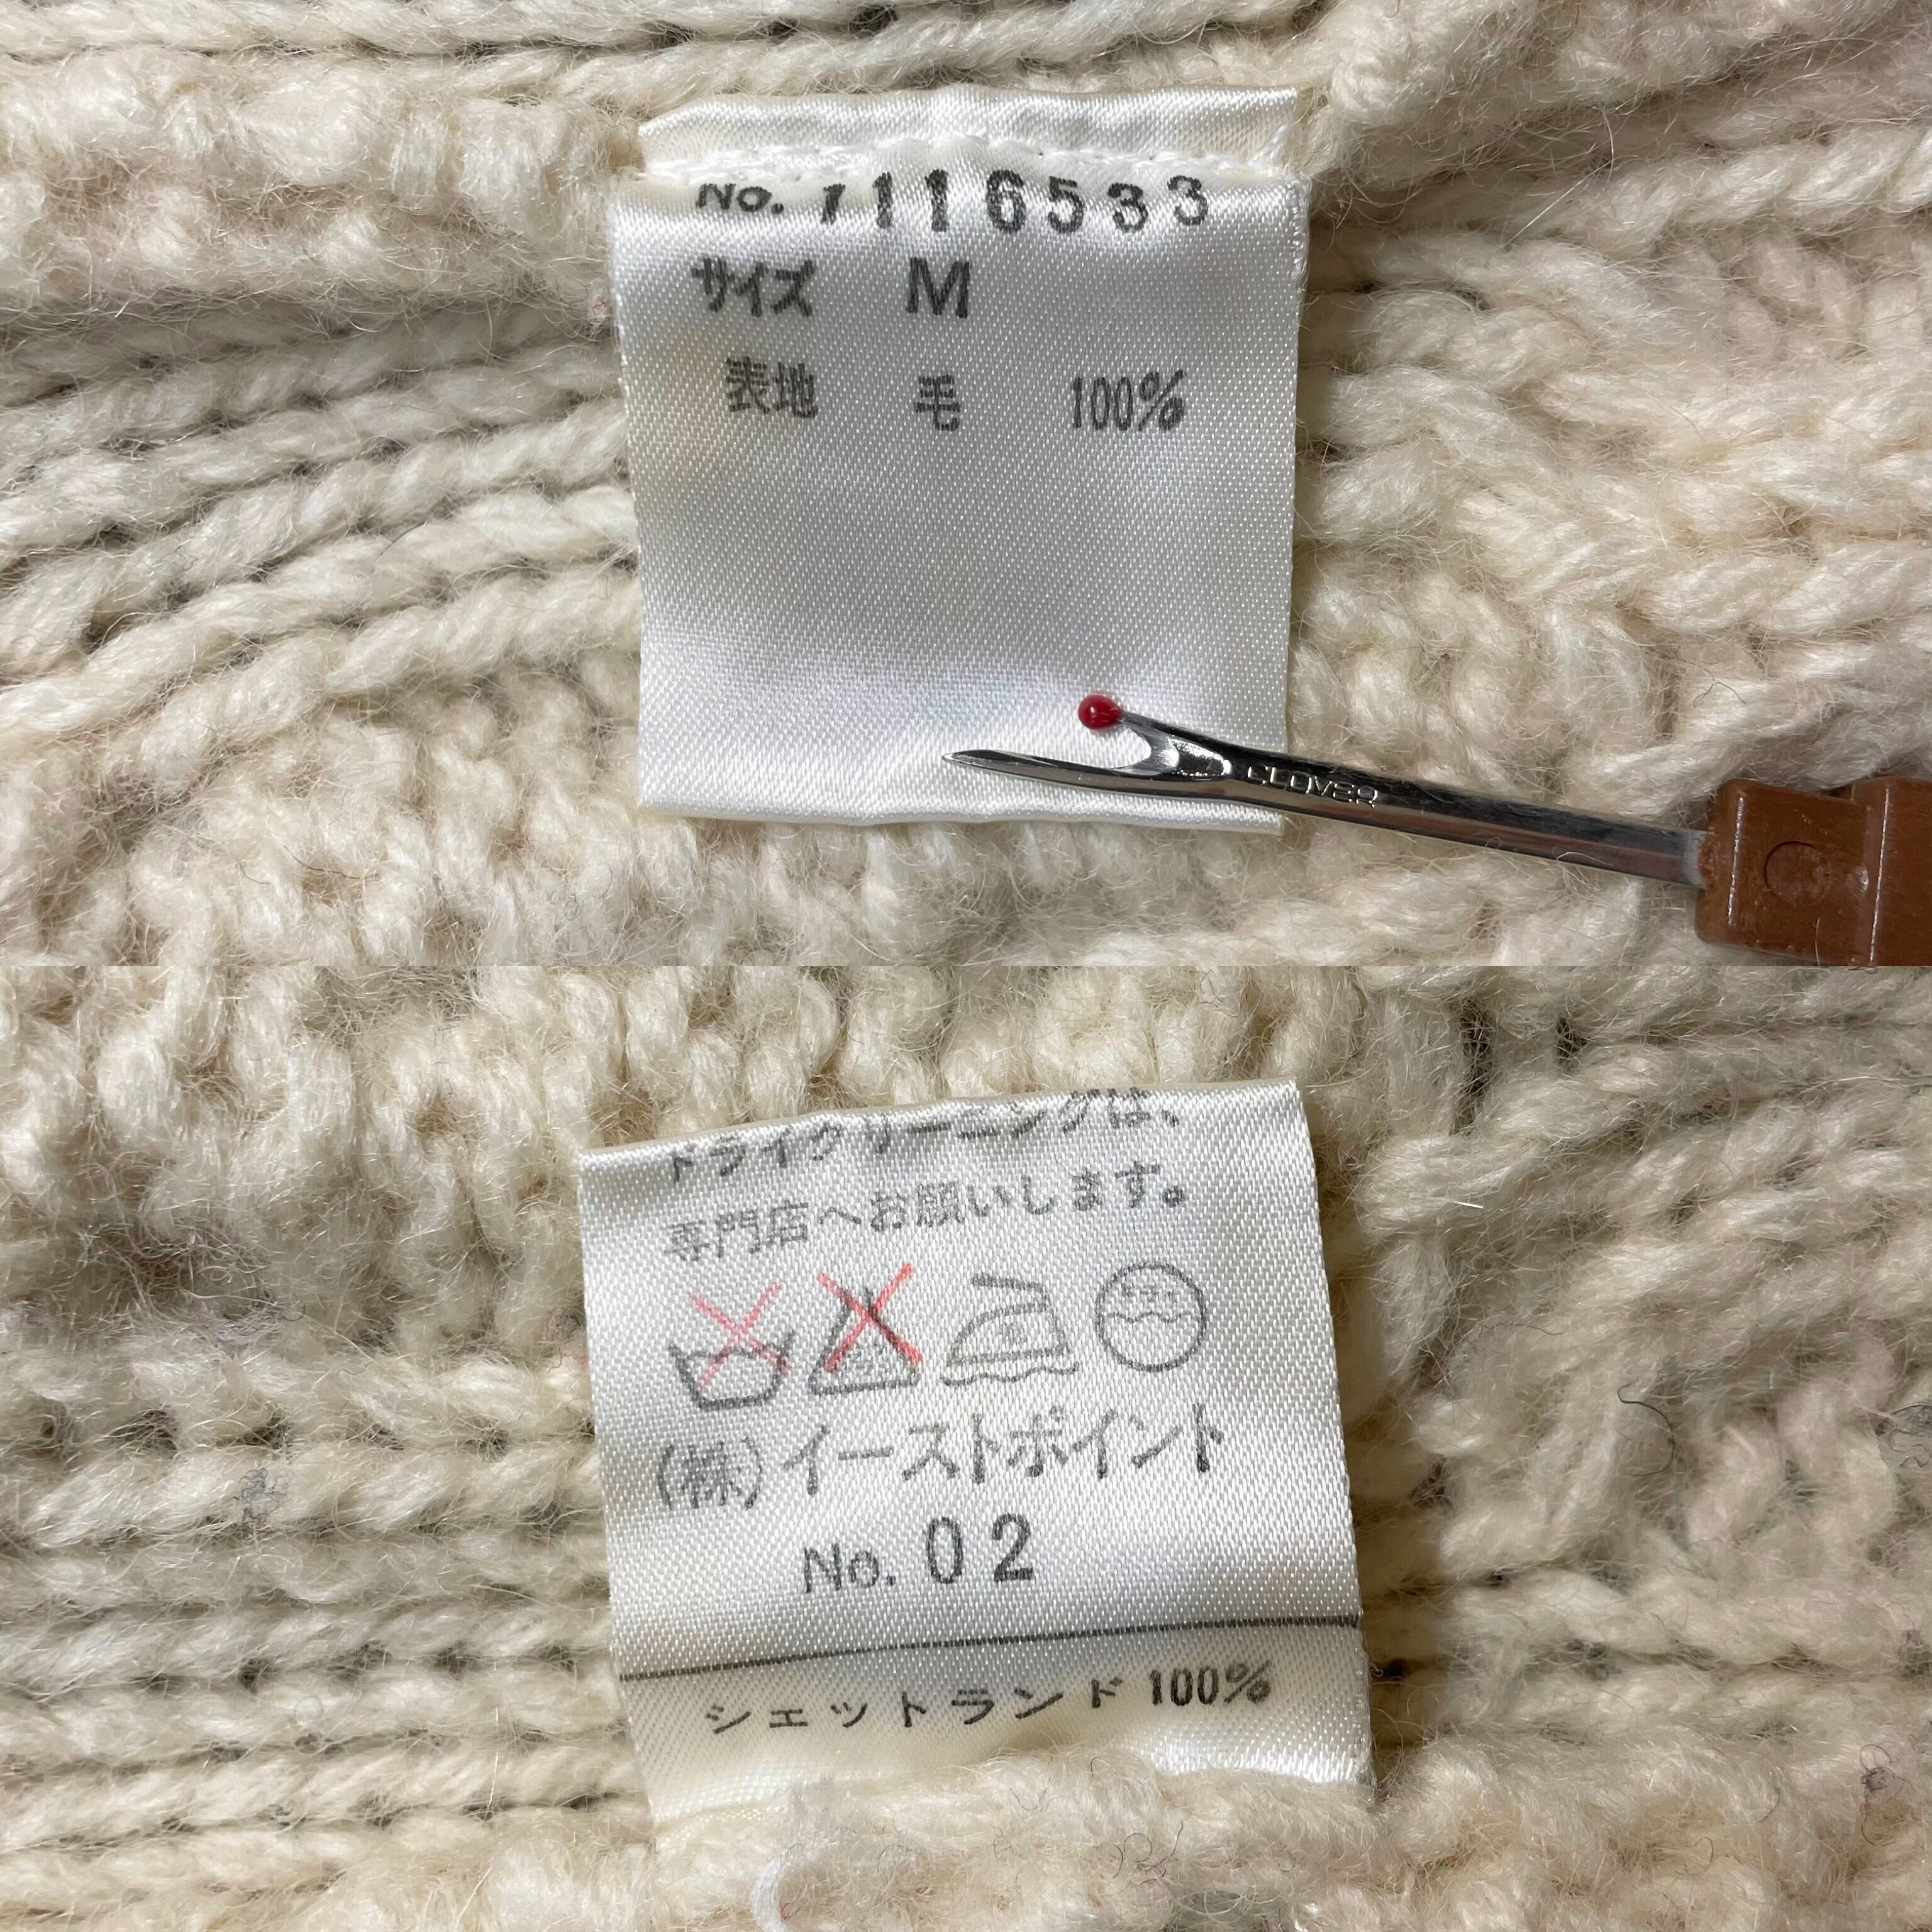 No. 1116533
サイズ M
表地 毛 100%
CLOVER
ドライクリーニングは、
専門店へお願いします。
(株)イーストポイント
No. 02
シェットランド 100%